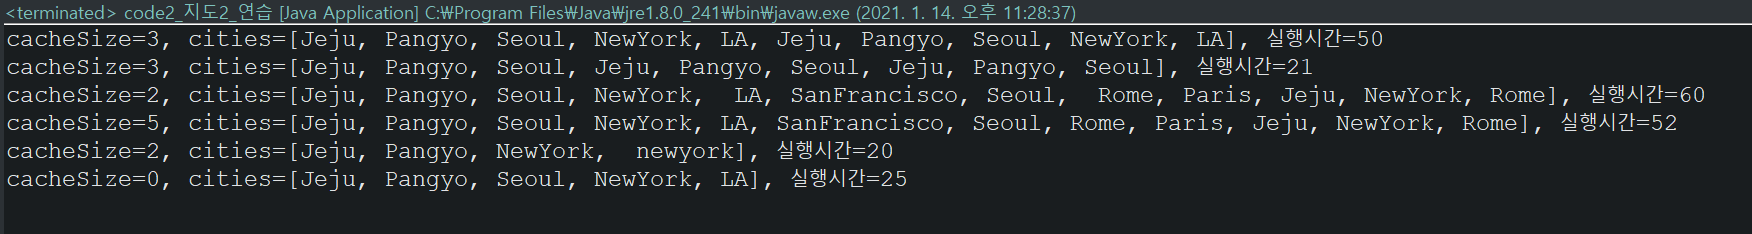 <terminated> code2_지도2_연습 [Java Application] C:₩Program Files₩Java₩jre1.8.0_241₩bin₩javaw.exe (2021. 1. 14. 오후 11:28:37)
cacheSize=3, cities=[Jeju, Pangyo, Seoul, NewYork, LA, Jeju, Pangyo, Seoul, NewYork, LA], 실행시간=50
cacheSize=3, cities=[Jeju, Pangyo, Seoul, Jeju, Pangyo, Seoul, Jeju, Pangyo, Seoul], 실행시간=21
cacheSize=2, cities=[Jeju, Pangyo, Seoul, NewYork,  LA, SanFrancisco, Seoul,  Rome, Paris, Jeju, NewYork, Rome], 실행시간=60
cacheSize=5, cities=[Jeju, Pangyo, Seoul, NewYork, LA, SanFrancisco, Seoul, Rome, Paris, Jeju, NewYork, Rome], 실행시간=52
cacheSize=2, cities=[Jeju, Pangyo, NewYork,  newyork], 실행시간=20
cacheSize=0, cities=[Jeju, Pangyo, Seoul, NewYork, LA], 실행시간=25